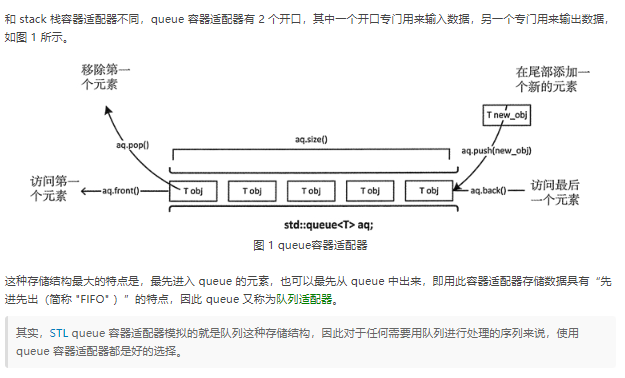 和 stack 栈容器适配器不同，queue 容器适配器有 2 个开口，其中一个开口专门用来输入数据，另一个专门用来输出数据，
如图 1 所示。
移除第一
个元素
在尾部添加一
个新的元素
T new_obj
aq.pop()
aq.size()
aq.push(new_obj)
访问第一
个元素
aq.front()
T obj
T obj
T obj
T obj
T obj
aq.back()
访问最后
一个元素
std::queue<T> aq;
图 1 queue容器适配器
这种存储结构最大的特点是，最先进入 queue 的元素，也可以最先从 queue 中出来，即用此容器适配器存储数据具有“先
进先出（简称 "FIFO" ）”的特点，因此 queue 又称为队列适配器。
其实，STL queue 容器适配器模拟的就是队列这种存储结构，因此对于任何需要用队列进行处理的序列来说，使用
queue 容器适配器都是好的选择。